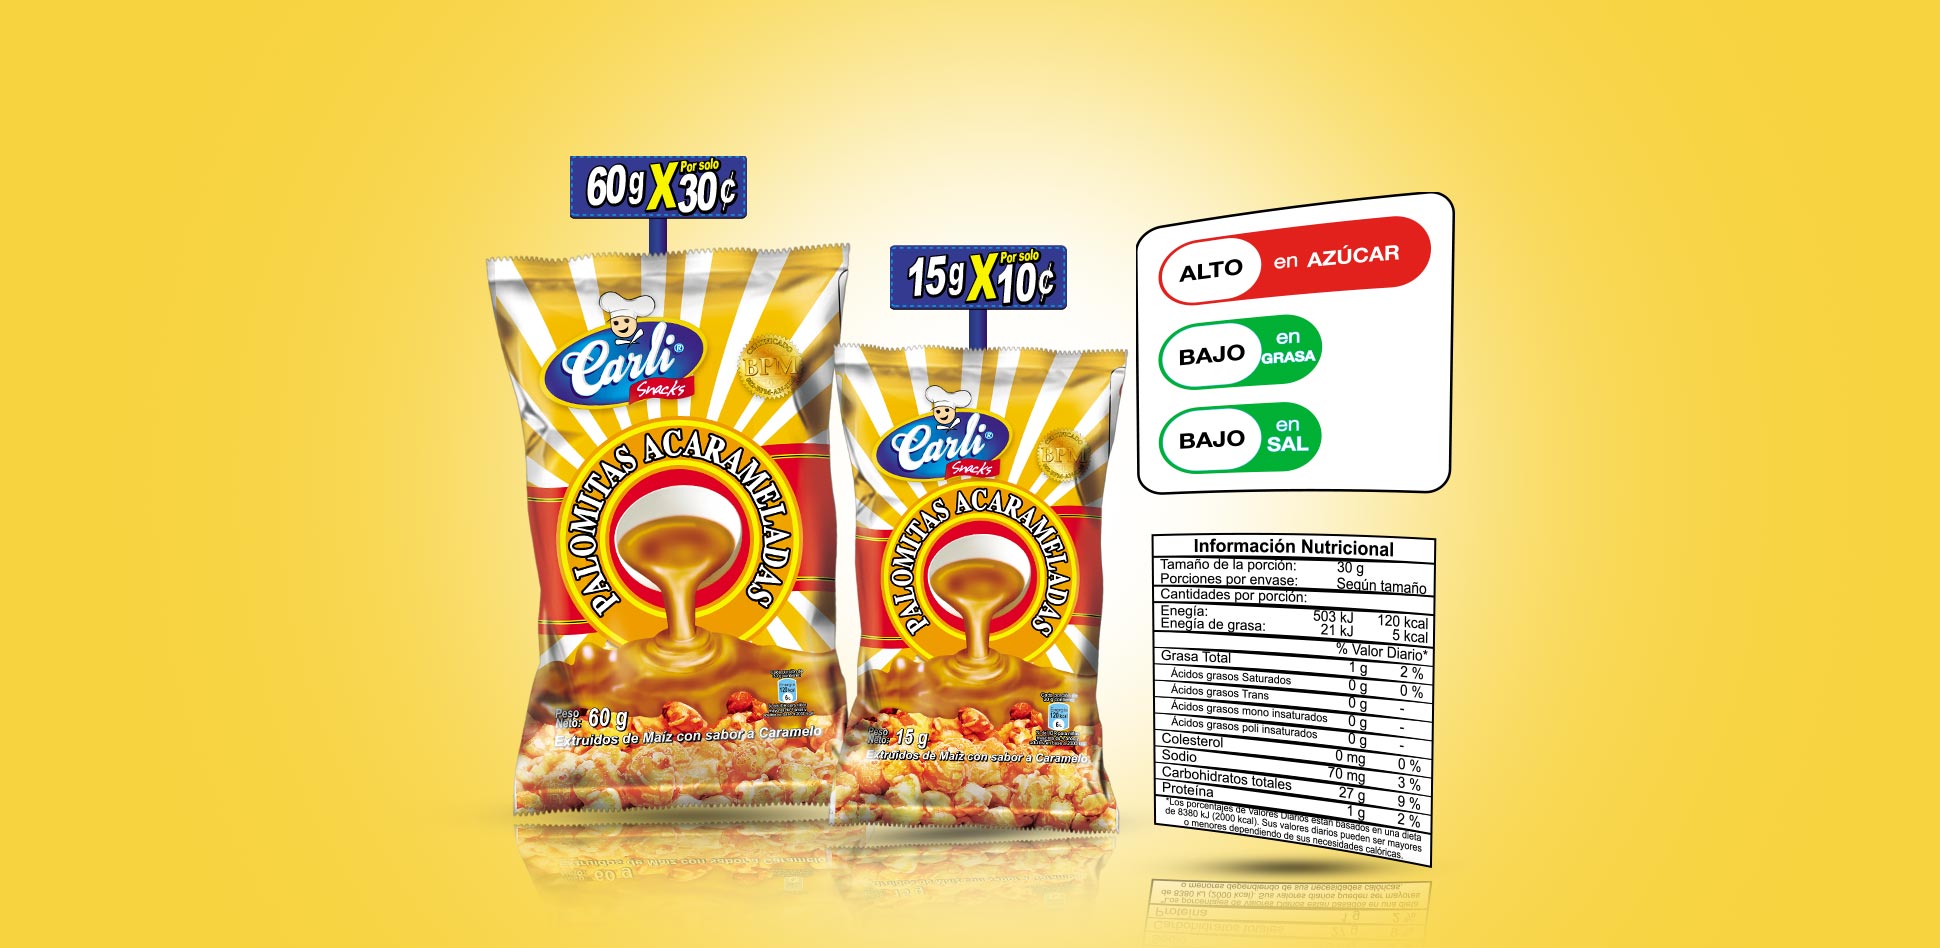 60g X Por solo 30¢
15g X Por solo 10¢
Carli®
Snacks
CERTIFICADO
BPM
PALOMITAS ACARAMELADAS
Peso
Neto: 60 g
Extruidos de Maíz con sabor a Caramelo
Carli®
Snacks
CERTIFICADO
BPM
PALOMITAS ACARAMELADAS
Peso
Neto: 15 g
Extruidos de Maíz con sabor a Caramelo
ALTO en AZÚCAR
BAJO en GRASA
BAJO en SAL
Información Nutricional
Tamaño de la porción: 30 g
Porciones por envase: Según tamaño
Cantidades por porción:
Enegía: 503 kJ 120 kcal
Enegía de grasa: 21 kJ 5 kcal
% Valor Diario*
Grasa Total 1 g 2 %
Ácidos grasos Saturados 0 g 0 %
Ácidos grasos Trans 0 g -
Ácidos grasos mono insaturados 0 g -
Ácidos grasos poli insaturados 0 g -
Colesterol 0 mg 0 %
Sodio 70 mg 3 %
Carbohidratos totales 27 g 9 %
Proteína 1 g 2 %
*Los porcentajes de Valores Diarios están basados en una dieta
de 8380 kJ (2000 kcal). Sus valores diarios pueden ser mayores
o menores dependiendo de sus necesidades calóricas.